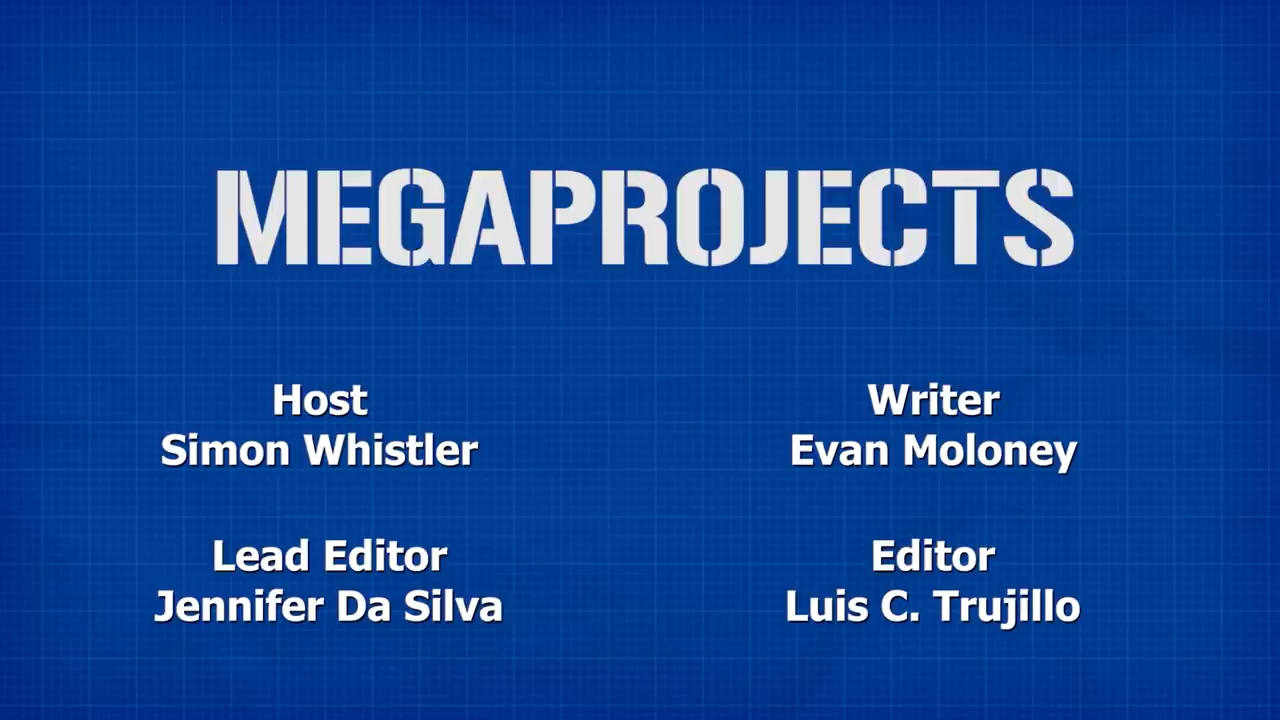 MEGAPROJECTS
Host
Simon Whistler
Writer
Evan Moloney
Lead Editor
Jennifer Da Silva
Editor
Luis C. Trujillo